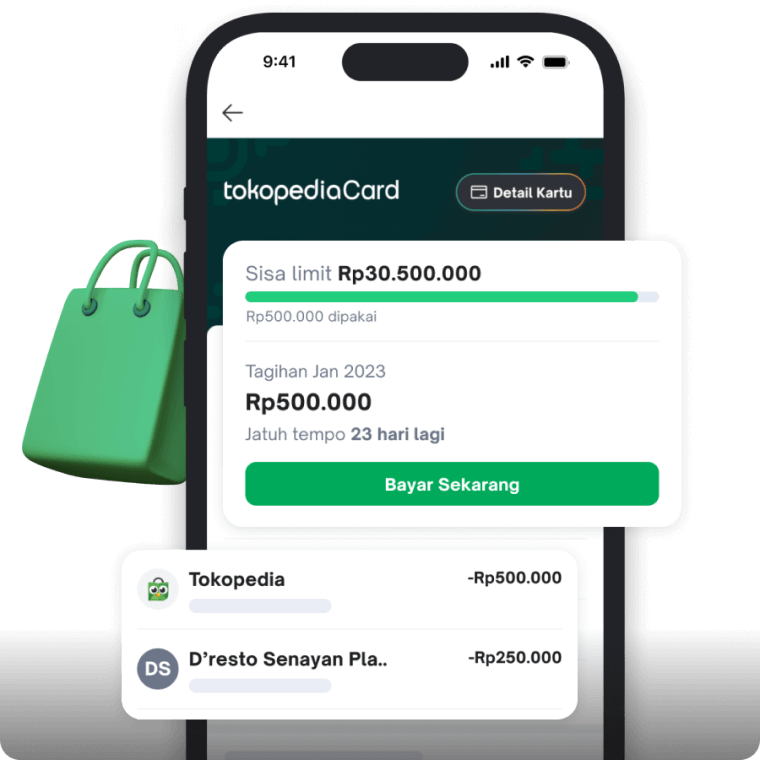 9:41
tokopediaCard
Detail Kartu
Sisa limit Rp30.500.000
Rp500.000 dipakai
Tagihan Jan 2023
Rp500.000
Jatuh tempo 23 hari lagi
Bayar Sekarang
Tokopedia -Rp500.000
DS D’resto Senayan Pla.. -Rp250.000